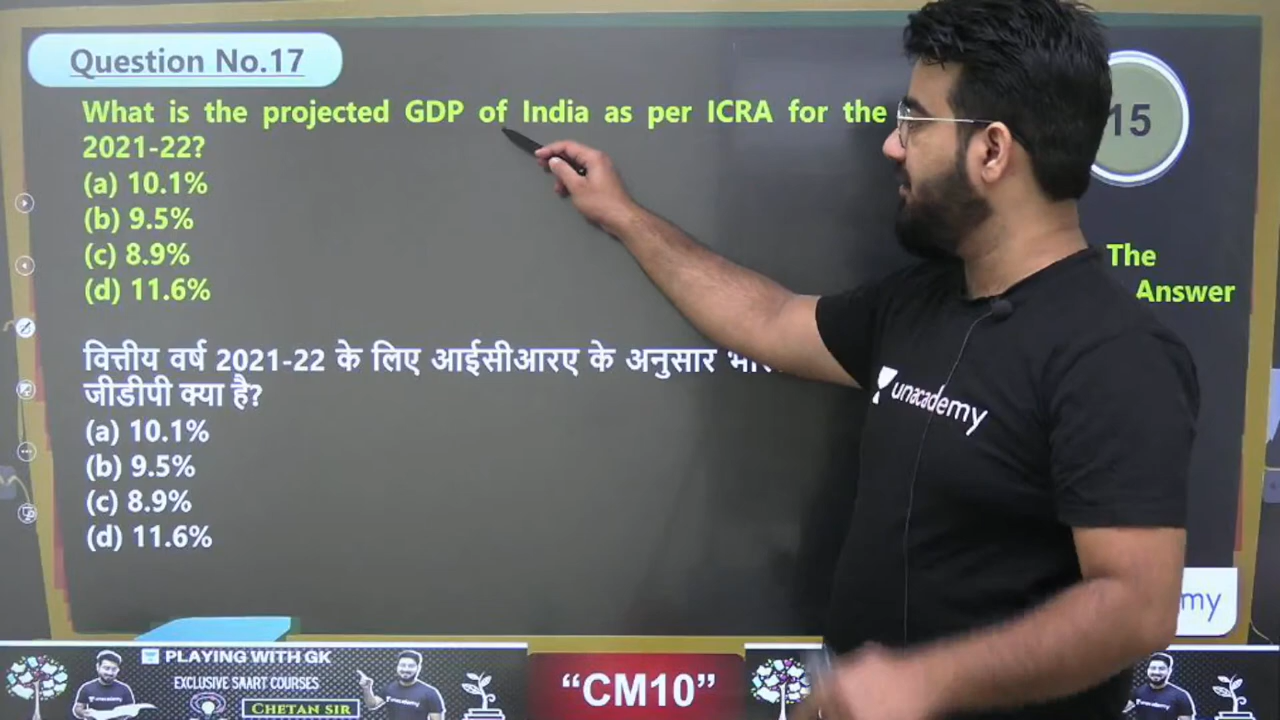 Question No.17
What is the projected GDP of India as per ICRA for the
2021-22?
(a) 10.1%
(b) 9.5%
(c) 8.9%
(d) 11.6%
वित्तीय वर्ष 2021-22 के लिए आईसीआरए के अनुसार
जीडीपी क्या है?
(a) 10.1%
(b) 9.5%
(c) 8.9%
(d) 11.6%
15
The
Answer
unacademy
my
PLAYING WITH GK
EXCLUSIVE SAART COURSES
CHETAN SIR
“CM10”